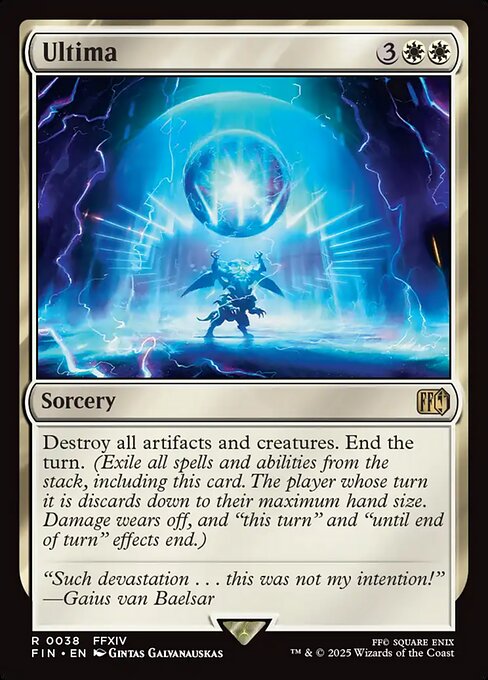 Ultima 3
Sorcery
Destroy all artifacts and creatures. End the
turn. (Exile all spells and abilities from the
stack, including this card. The player whose turn
it is discards down to their maximum hand size.
Damage wears off, and “this turn” and “until end
of turn” effects end.)
“Such devastation . . . this was not my intention!”
—Gaius van Baelsar
R 0038 FFXIV
FIN • EN Gintas Galvanauskas
FF© SQUARE ENIX
™ & © 2025 Wizards of the Coast